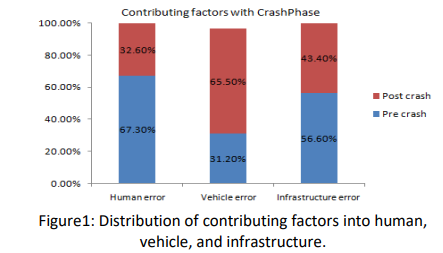 Contributing factors with CrashPhase
100.00%
80.00%
60.00%
40.00%
20.00%
0.00%
32.60%
65.50%
43.40%
67.30%
31.20%
56.60%
Post crash
Pre crash
Human error Vehicle error Infrastructure error
Figure1: Distribution of contributing factors into human,
vehicle, and infrastructure.